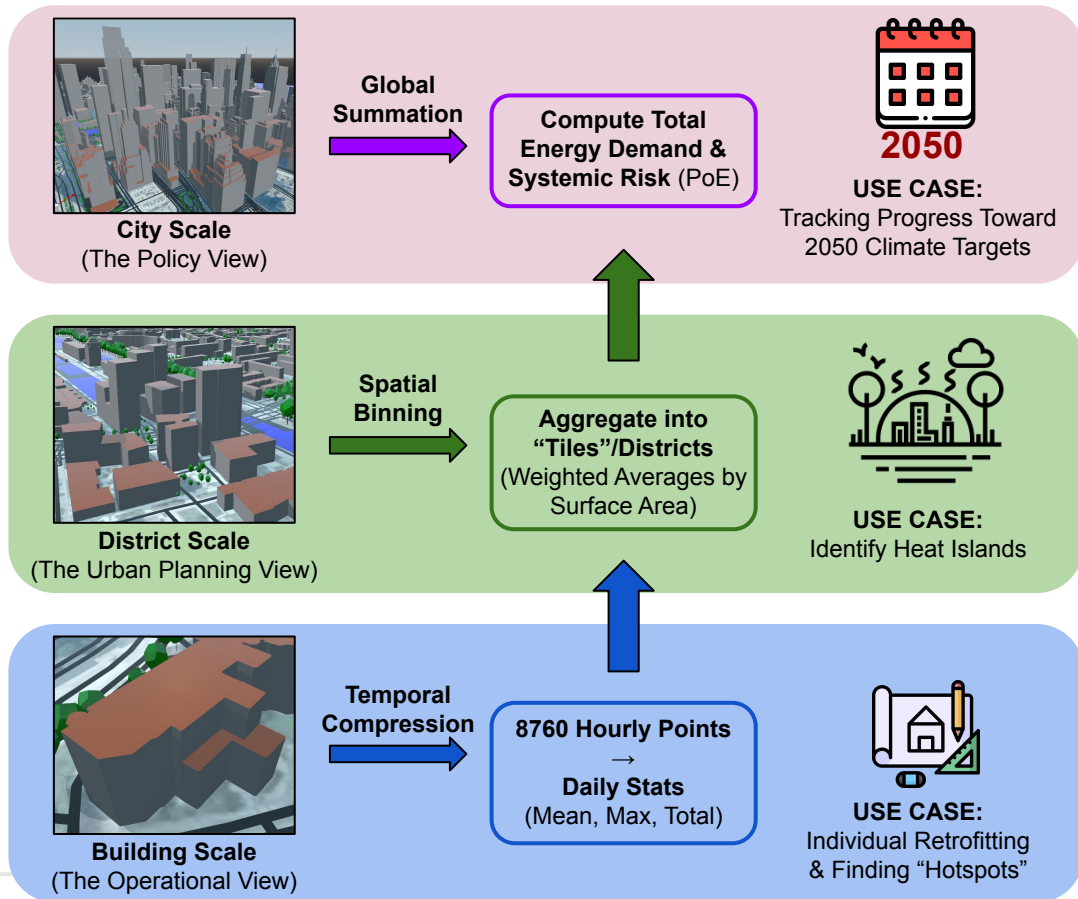 Global
Summation
Compute Total
Energy Demand &
Systemic Risk (PoE)
2050
USE CASE:
Tracking Progress Toward
2050 Climate Targets
City Scale
(The Policy View)
Spatial
Binning
Aggregate into
“Tiles”/Districts
(Weighted Averages by
Surface Area)
USE CASE:
Identify Heat Islands
District Scale
(The Urban Planning View)
Temporal
Compression
8760 Hourly Points
→
Daily Stats
(Mean, Max, Total)
USE CASE:
Individual Retrofitting
& Finding “Hotspots”
Building Scale
(The Operational View)